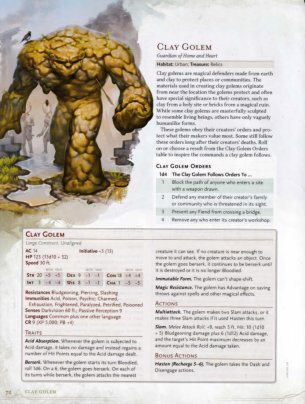 CLAY GOLEM
Guardian of Home and Heart
Habitat: Urban; Treasure: Relics
Clay golems are magical defenders made from earth
and clay to protect places or communities. The
materials used in creating clay golems originate
from near the location the golems protect and often
have special significance to their creators, such as
clay from a holy site or bricks from a magical ruin.
While some clay golems are masterfully sculpted
to resemble living beings, others have only vaguely
humanlike forms.
These golems obey their creators' orders and pro-
tect what their makers value most. Some still follow
these orders long after their creators' deaths. Roll
on or choose a result from the Clay Golem Orders
table to inspire the commands a clay golem follows.
CLAY GOLEM ORDERS
1d4 The Clay Golem Follows Orders To ...
1 Block the path of anyone who enters a site
with a weapon drawn.
2 Defend any member of their creator's family
or community who is threatened in its sight.
3 Prevent any Fiend from crossing a bridge.
4 Remove any who enter its creator's workshop.
CLAY GOLEM
Large Construct, Unaligned
AC 14 Initiative +3 (13)
HP 123 (13d10 + 52)
Speed 20 ft.
MOD SAVE MOD SAVE MOD SAVE
STR 20 +5 +5 DEX 9 −1 −1 CON 18 +4 +4
INT 3 −4 −4 WIS 8 −1 −1 CHA 1 −5 −5
Resistances Bludgeoning, Piercing, Slashing
Immunities Acid, Poison, Psychic; Charmed,
Exhaustion, Frightened, Paralyzed, Petrified, Poisoned
Senses Darkvision 60 ft.; Passive Perception 9
Languages Common plus one other language
CR 9 (XP 5,000; PB +4)
TRAITS
Acid Absorption. Whenever the golem is subjected to
Acid damage, it takes no damage and instead regains a
number of Hit Points equal to the Acid damage dealt.
Berserk. Whenever the golem starts its turn Bloodied,
roll 1d6. On a 6, the golem goes berserk. On each of
its turns while berserk, the golem attacks the nearest
creature it can see. If no creature is near enough to
move to and attack, the golem attacks an object. Once
the golem goes berserk, it continues to be berserk until
it is destroyed or it is no longer Bloodied.
Immutable Form. The golem can't shape-shift.
Magic Resistance. The golem has Advantage on saving
throws against spells and other magical effects.
ACTIONS
Multiattack. The golem makes two Slam attacks, or it
makes three Slam attacks if it used Hasten this turn.
Slam. Melee Attack Roll: +9, reach 5 ft. Hit: 10 (1d10
+ 5) Bludgeoning damage plus 6 (1d12) Acid damage,
and the target's Hit Point maximum decreases by an
amount equal to the Acid damage taken.
BONUS ACTIONS
Hasten (Recharge 5–6). The golem takes the Dash and
Disengage actions.
CLAY GOLEM